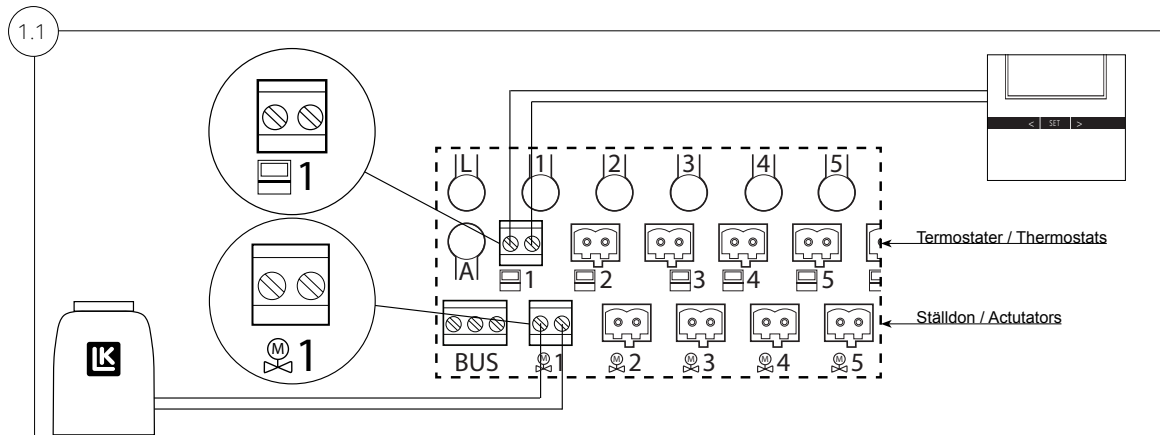 1.1
1
< SET >
L 1 2 3 4 5
Termostater / Thermostats
A
1 2 3 4 5
1
Ställdon / Actutators
LK
BUS M 1 M 2 M 3 M 4 M 5
M 1